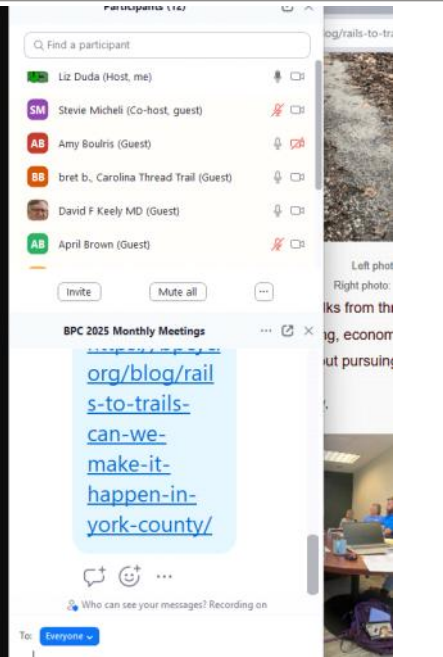 Participants (12)
og/rails-to-tra
Find a participant
Liz Duda (Host, me)
SM Stevie Micheli (Co-host, guest)
AB Amy Boulris (Guest)
BB bret b., Carolina Thread Trail (Guest)
David F Keely MD (Guest)
AB April Brown (Guest)
Invite Mute all ...
Left phot
Right photo:
lks from thr
ng, econom
ut pursuing
BPC 2025 Monthly Meetings
org/blog/rail
s-to-trails-
can-we-
make-it-
happen-in-
york-county/
Who can see your messages? Recording on
To: Everyone